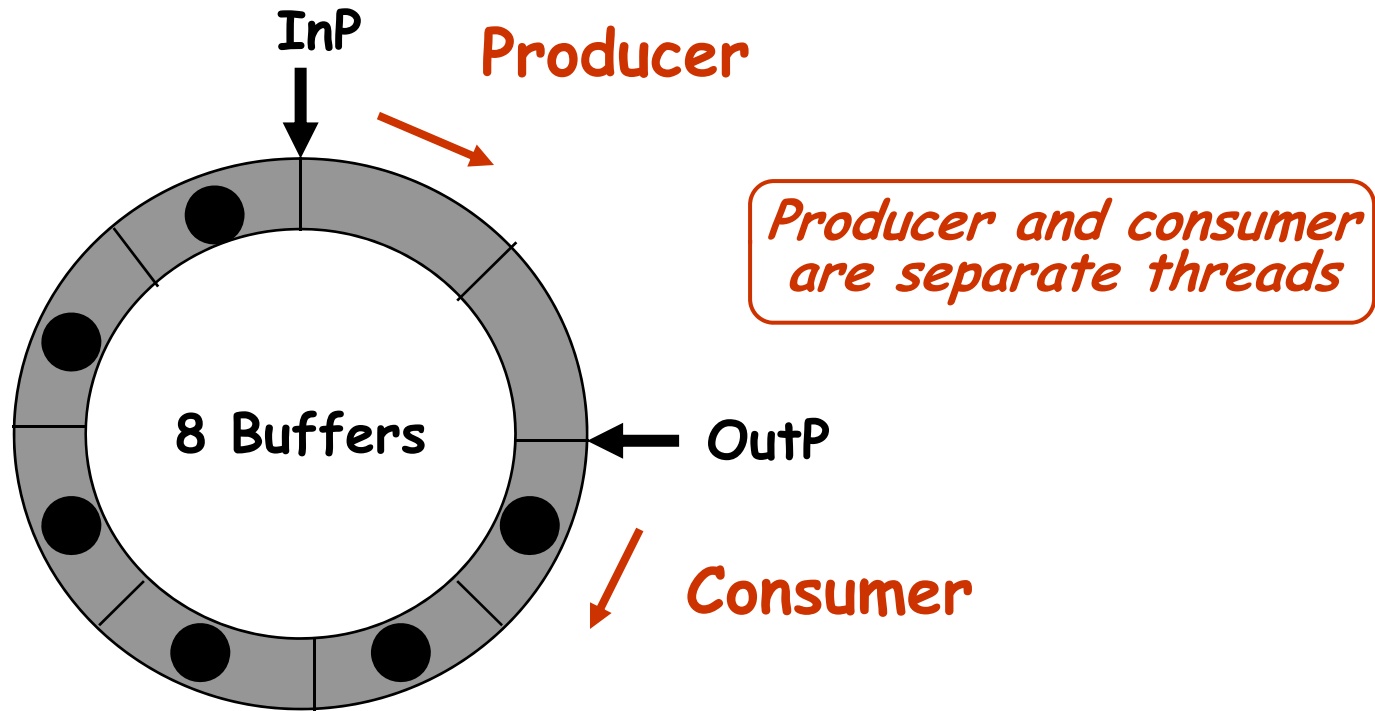 InP
Producer
Producer and consumer
are separate threads
8 Buffers
OutP
Consumer